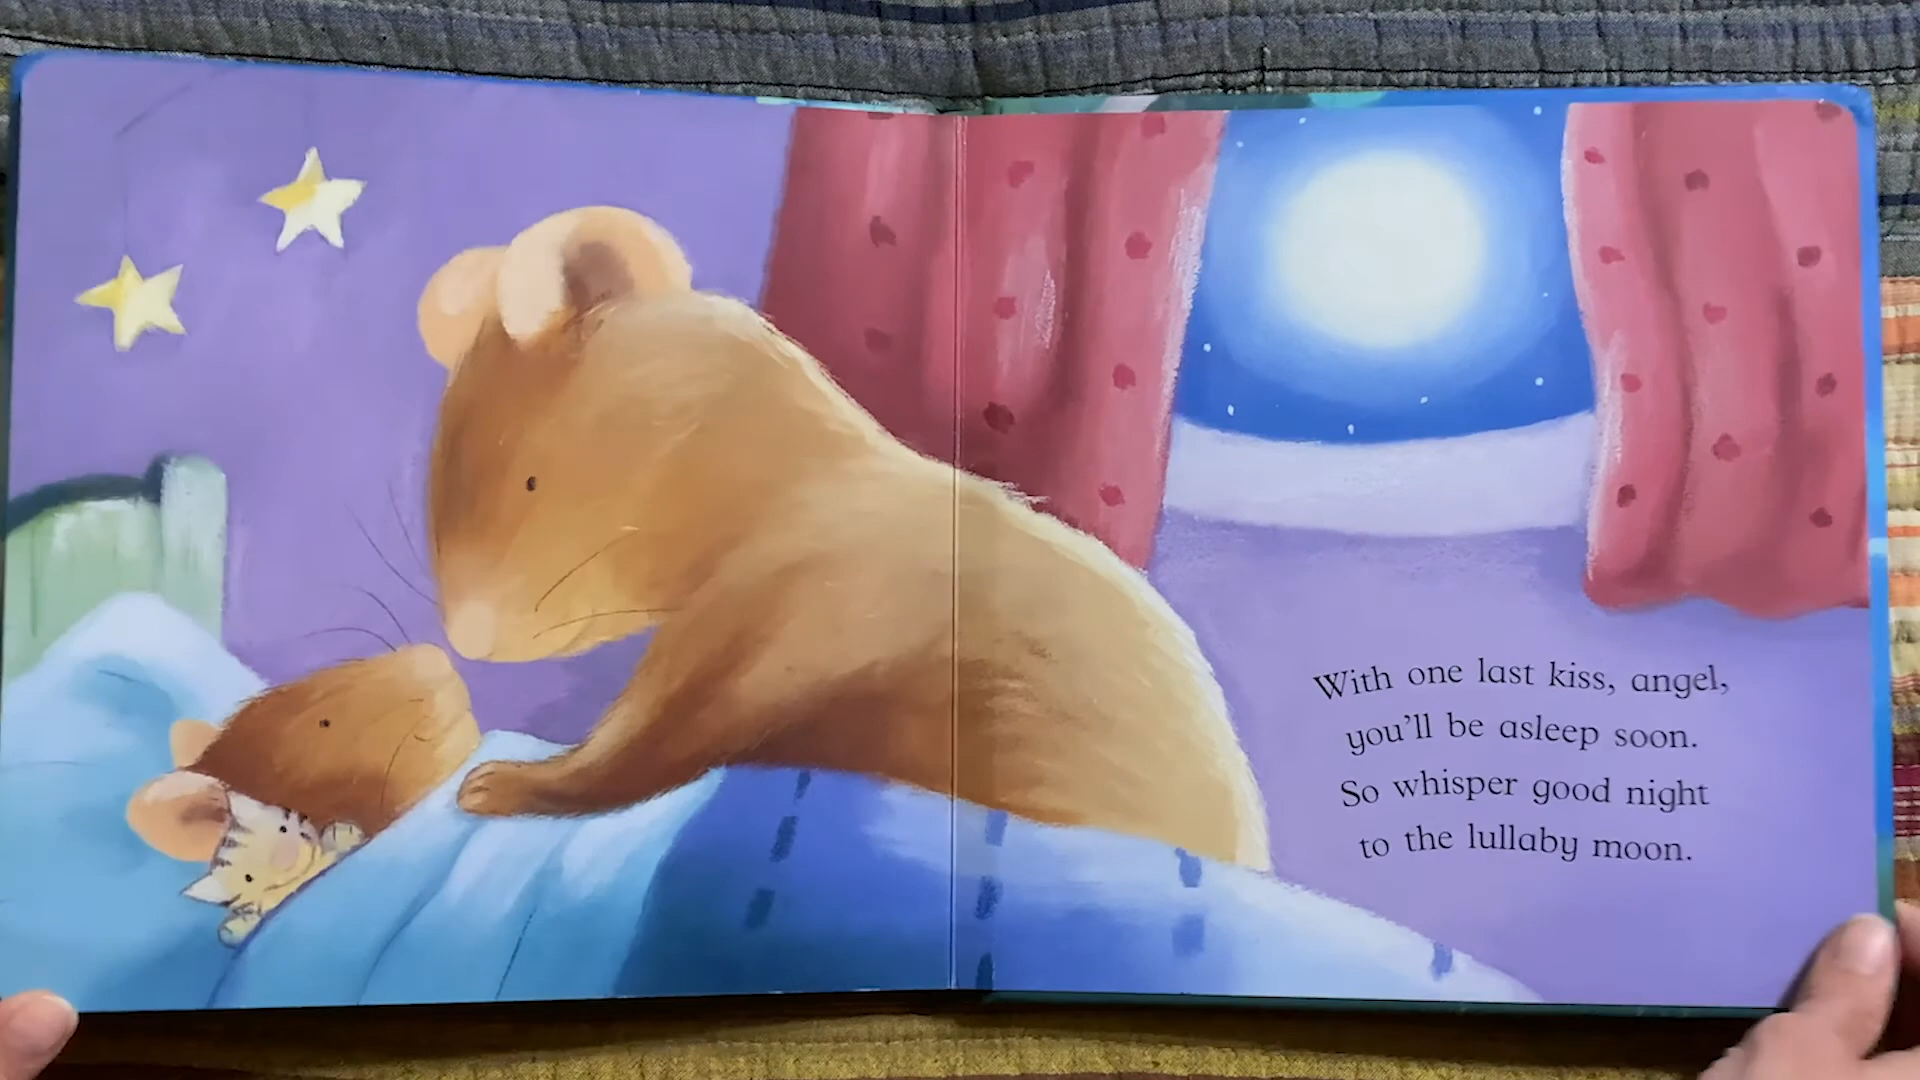 With one last kiss, angel,
you'll be asleep soon.
So whisper good night
to the lullaby moon.